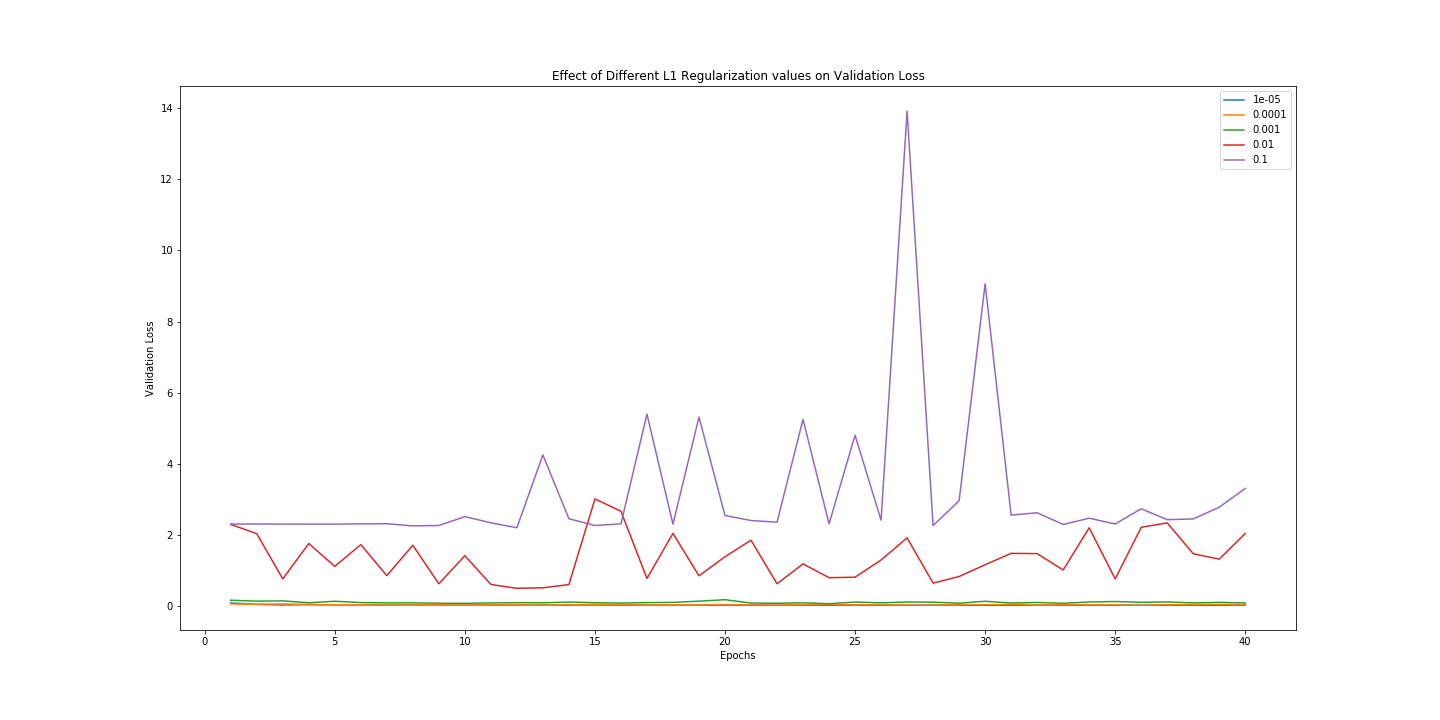 Effect of Different L1 Regularization values on Validation Loss
1e-05
0.0001
0.001
0.01
0.1
Validation Loss
14
12
10
8
6
4
2
0
0 5 10 15 20 25 30 35 40
Epochs